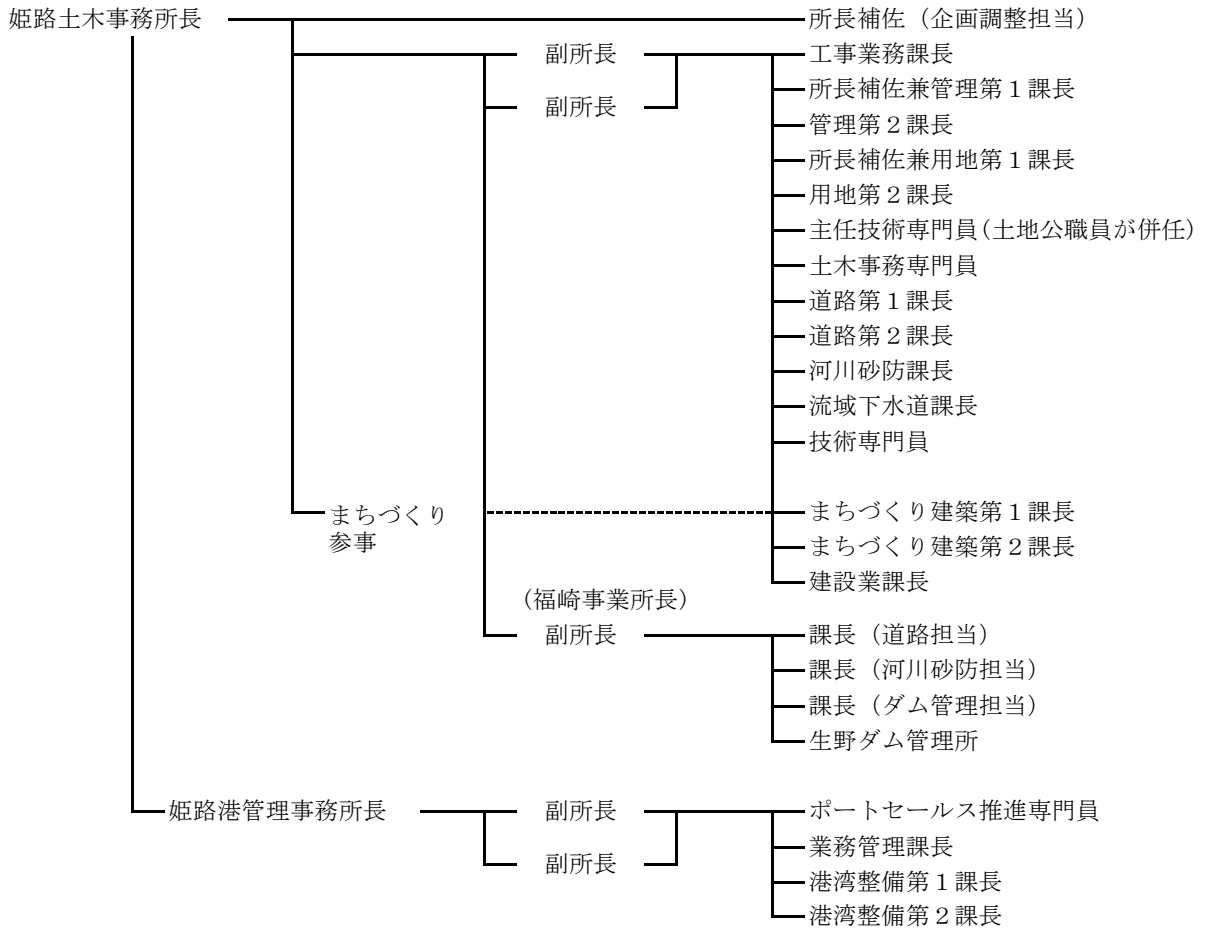 姫路土木事務所長
所長補佐（企画調整担当）
副所長
工事業務課長
所長補佐兼管理第１課長
副所長
管理第２課長
所長補佐兼用地第１課長
用地第２課長
主任技術専門員(土地公職員が併任)
土木事務専門員
道路第１課長
道路第２課長
河川砂防課長
流域下水道課長
技術専門員
まちづくり
参事
まちづくり建築第１課長
まちづくり建築第２課長
建設業課長
（福崎事業所長）
副所長
課長（道路担当）
課長（河川砂防担当）
課長（ダム管理担当）
生野ダム管理所
姫路港管理事務所長
副所長
ポートセールス推進専門員
業務管理課長
副所長
港湾整備第１課長
港湾整備第２課長